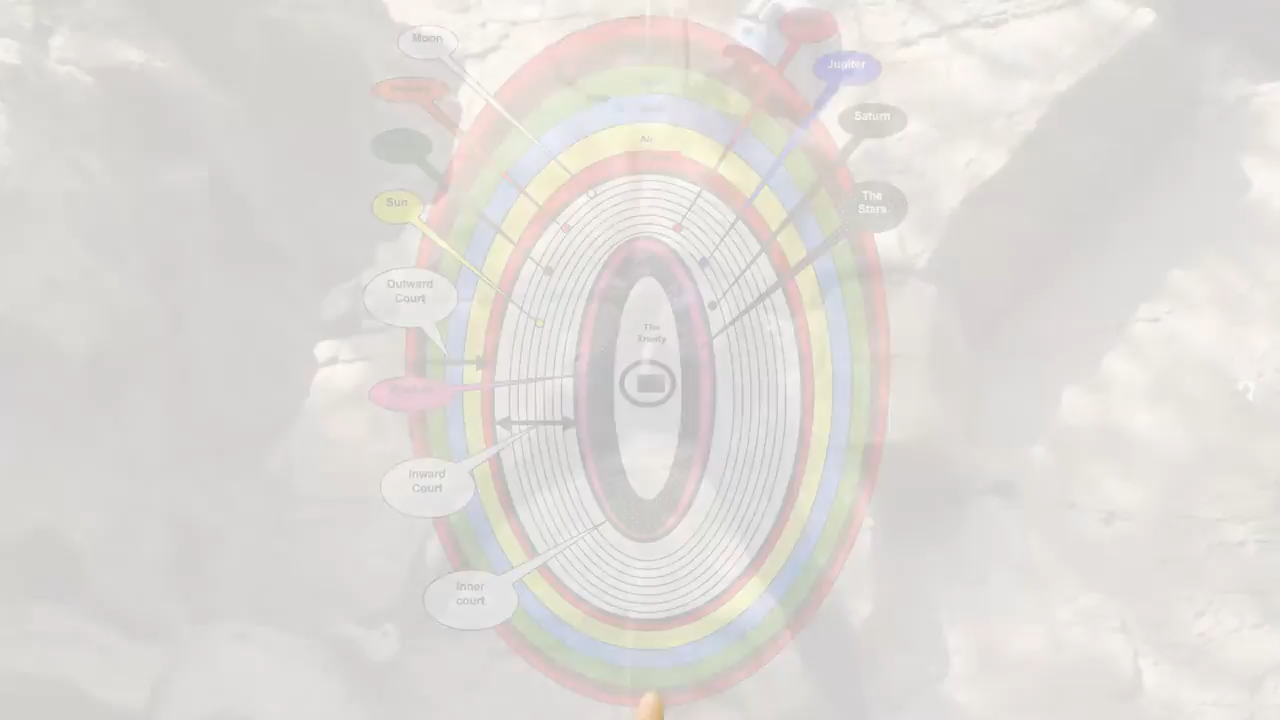 Moon
Jupiter
Saturn
Air
Sun
The
Stars
Outward
Court
The
Trinity
Inward
Court
Inner
court